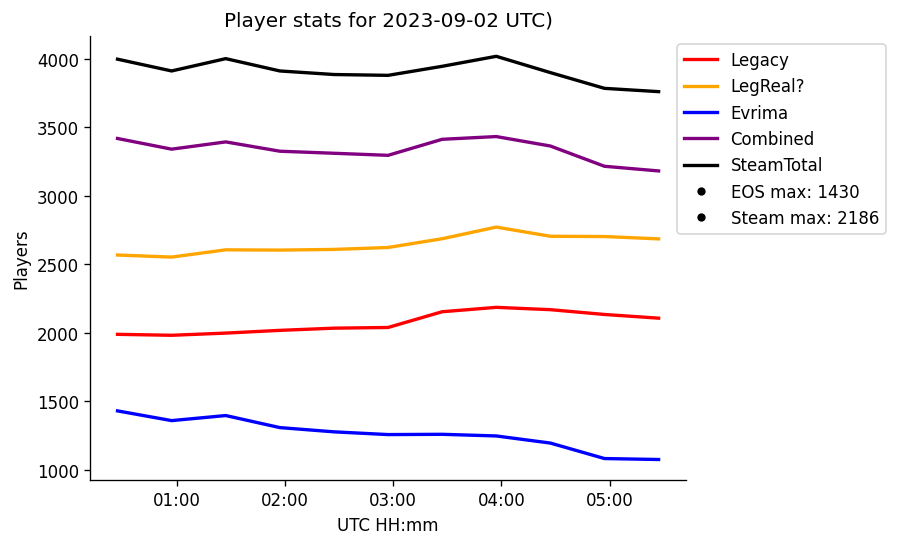 Player stats for 2023-09-02 UTC)
Players
4000
3500
3000
2500
2000
1500
1000
01:00 02:00 03:00 04:00 05:00
UTC HH:mm
Legacy
LegReal?
Evrima
Combined
SteamTotal
EOS max: 1430
Steam max: 2186